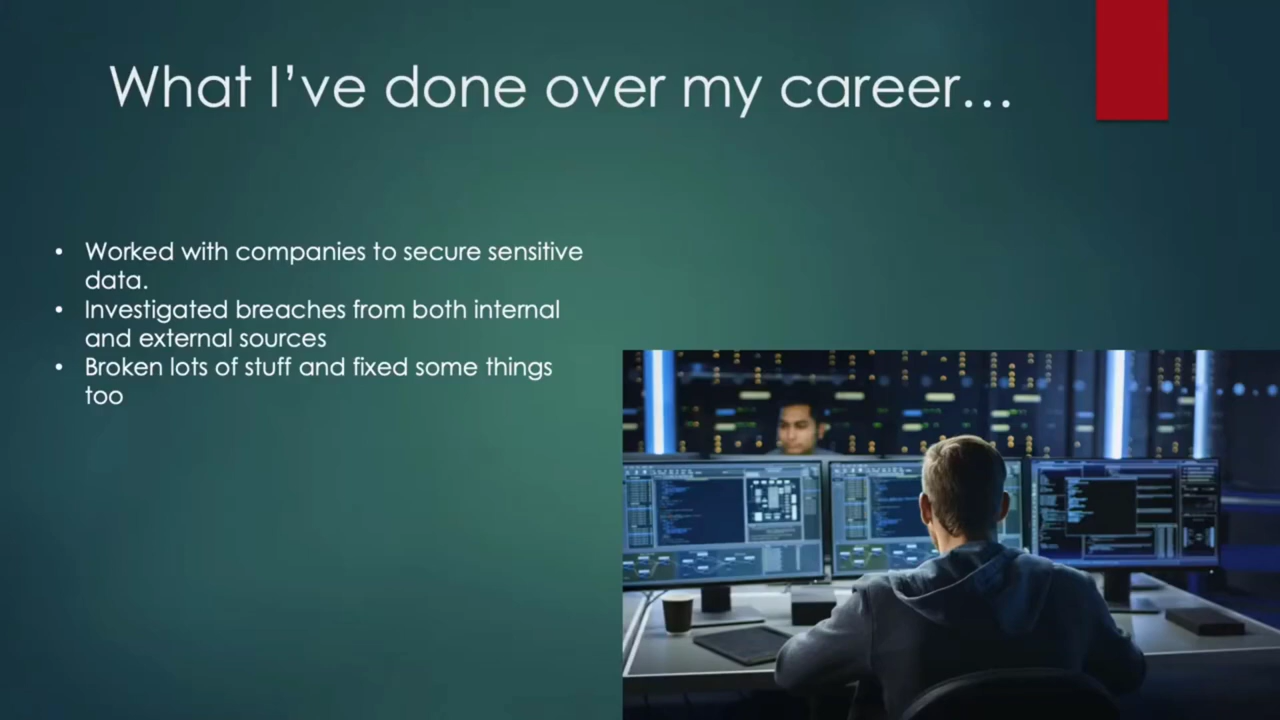 What I’ve done over my career…
• Worked with companies to secure sensitive
data.
• Investigated breaches from both internal
and external sources
• Broken lots of stuff and fixed some things
too